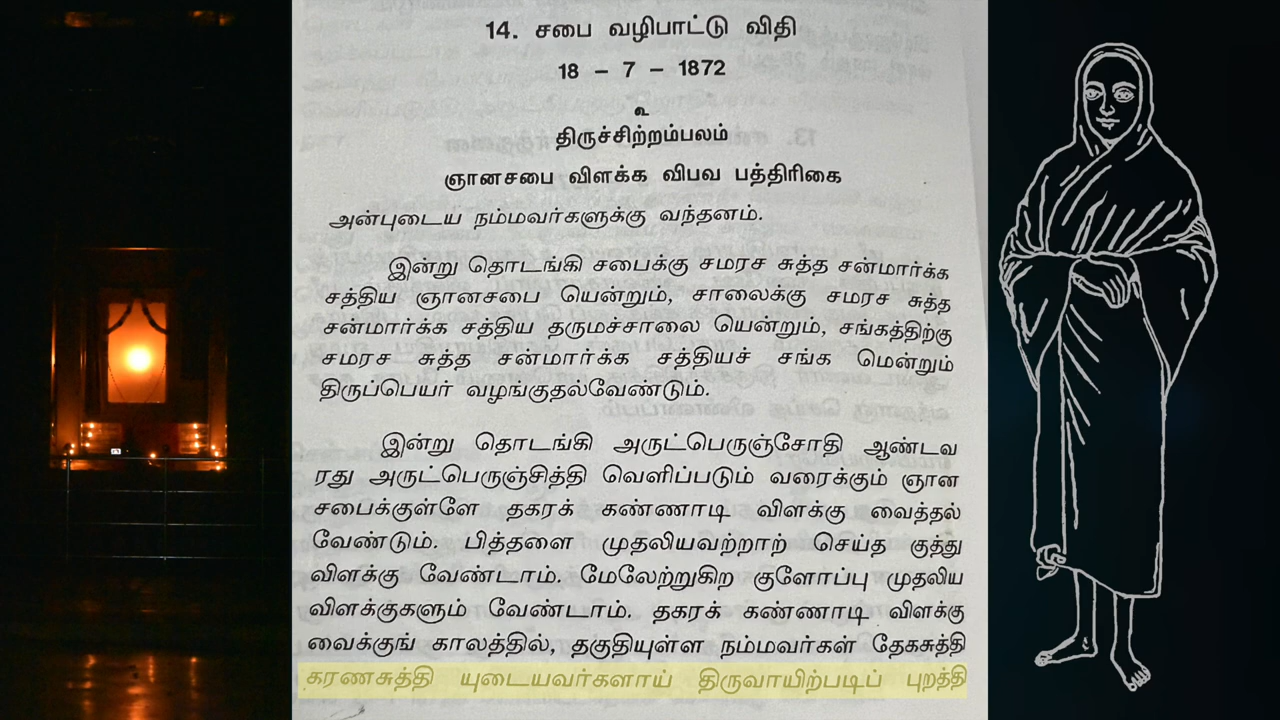 14. சபை வழிபாட்டு விதி
18 – 7 – 1872
உ
திருச்சிற்றம்பலம்
ஞானசபை விளக்க விபவ பத்திரிகை
அன்புடைய நம்மவர்களுக்கு வந்தனம்.
இன்று தொடங்கி சபைக்கு சமரச சுத்த சன்மார்க்க
சத்திய ஞானசபை யென்றும், சாலைக்கு சமரச சுத்த
சன்மார்க்க சத்திய தருமச்சாலை யென்றும், சங்கத்திற்கு
சமரச சுத்த சன்மார்க்க சத்தியச் சங்க மென்றும்
திருப்பெயர் வழங்குதல்வேண்டும்.
இன்று தொடங்கி அருட்பெருஞ்சோதி ஆண்டவ
ரது அருட்பெருஞ்சித்தி வெளிப்படும் வரைக்கும் ஞான
சபைக்குள்ளே தகரக் கண்ணாடி விளக்கு வைத்தல்
வேண்டும். பித்தளை முதலியவற்றாற் செய்த குத்து
விளக்கு வேண்டாம். மேலேற்றுகிற குளோப்பு முதலிய
விளக்குகளும் வேண்டாம். தகரக் கண்ணாடி விளக்கு
வைக்குங் காலத்தில், தகுதியுள்ள நம்மவர்கள் தேகசுத்தி
கரணசுத்தி யுடையவர்களாய் திருவாயிற்படிப் புறத்தி